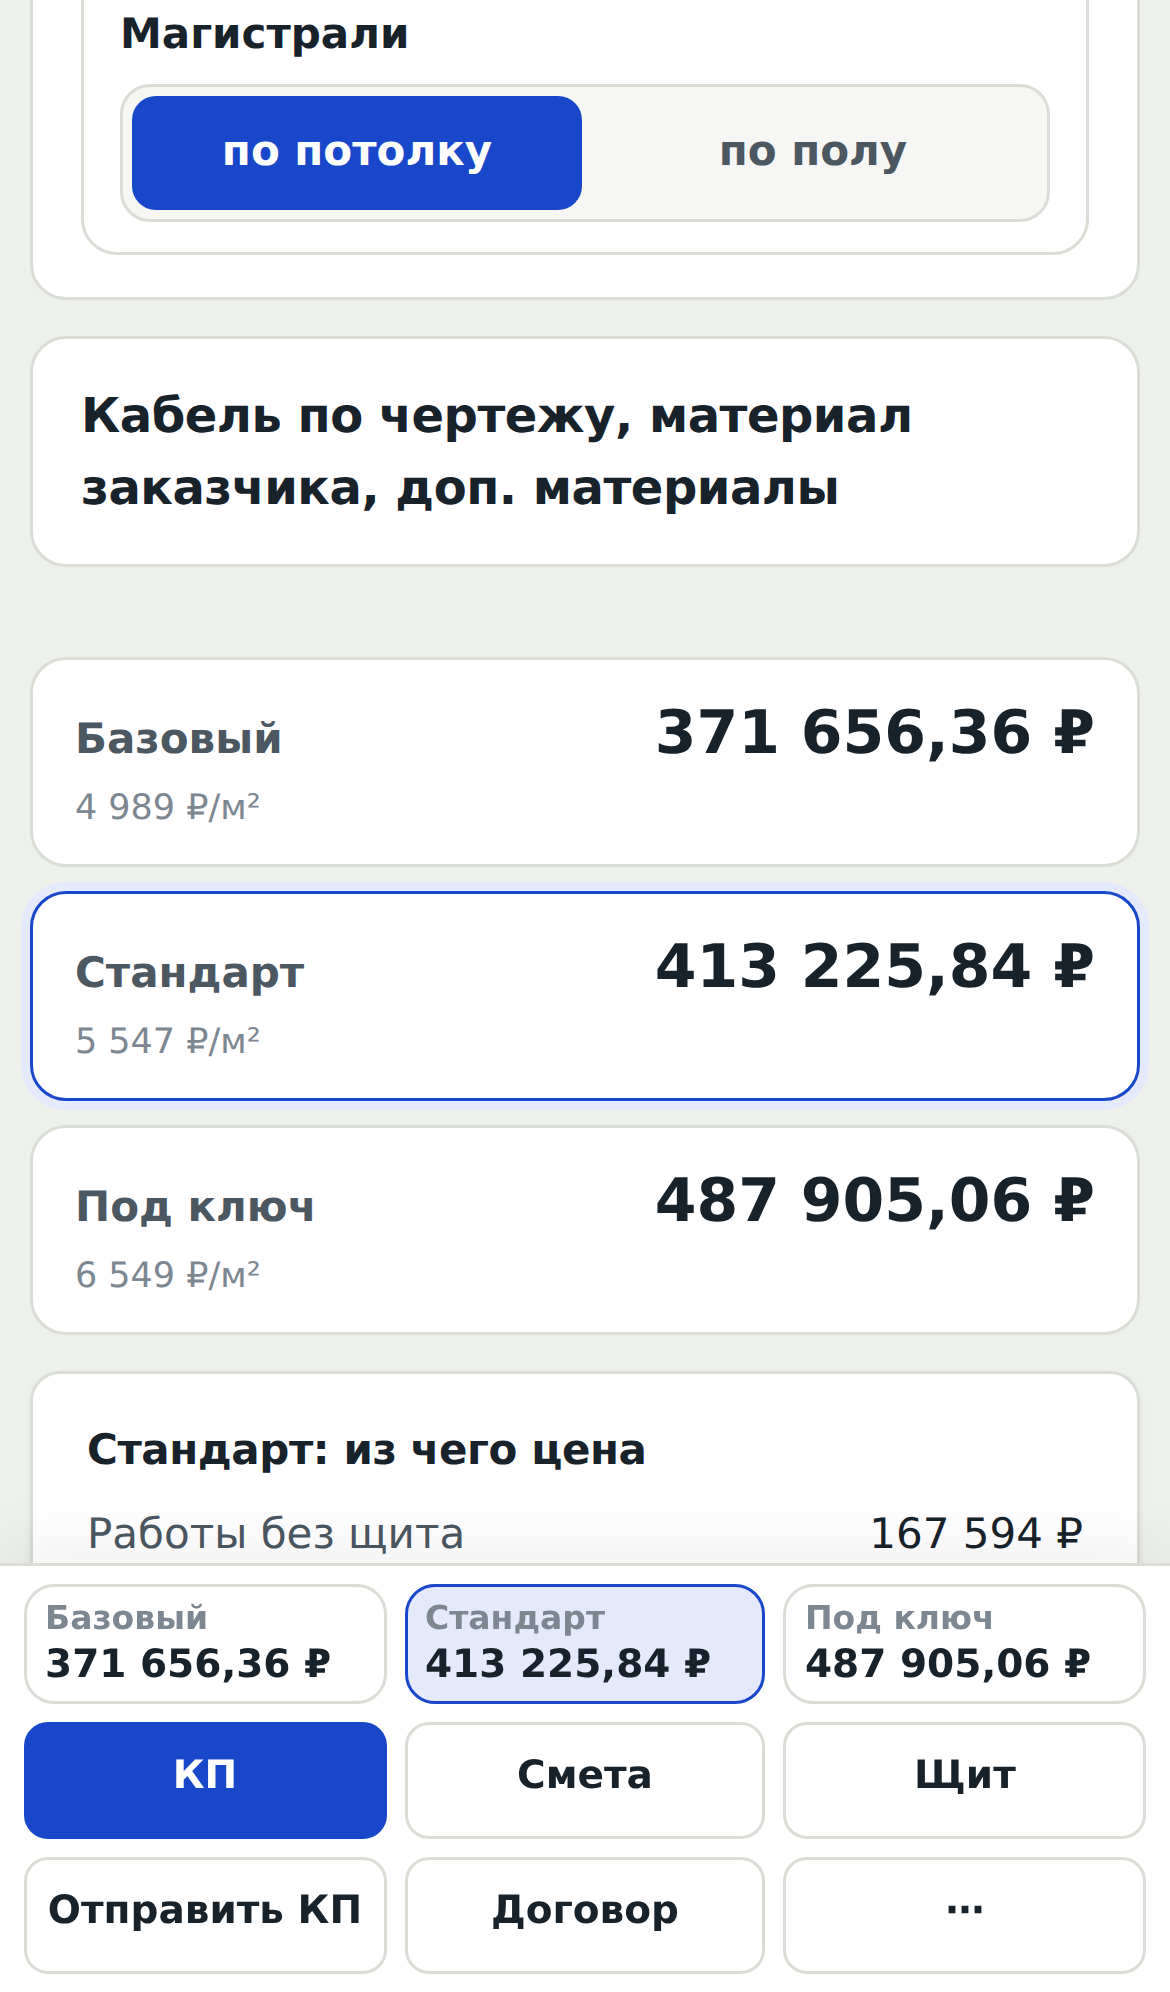 Магистрали
по потолку
по полу
Кабель по чертежу, материал
заказчика, доп. материалы
Базовый
371 656,36 ₽
4 989 ₽/м²
Стандарт
413 225,84 ₽
5 547 ₽/м²
Под ключ
487 905,06 ₽
6 549 ₽/м²
Стандарт: из чего цена
Работы без щита
167 594 ₽
Базовый
371 656,36 ₽
Стандарт
413 225,84 ₽
Под ключ
487 905,06 ₽
КП
Смета
Щит
Отправить КП
Договор
…